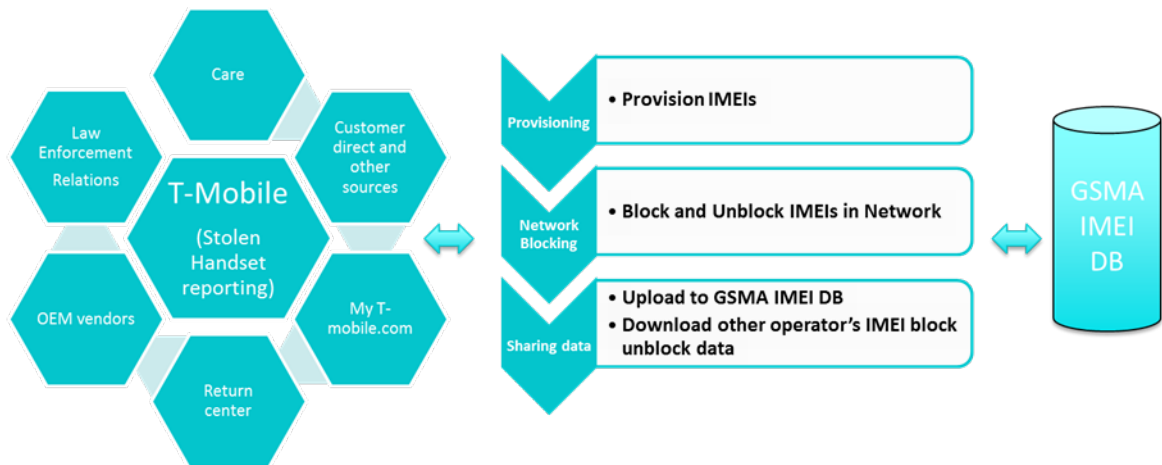 Care
Law
Enforcement
Relations
Customer
direct and
other
sources
T-Mobile
(Stolen
Handset
reporting)
OEM vendors
My T-
mobile.com
Return
center
Provisioning
• Provision IMEIs
Network
Blocking
• Block and Unblock IMEIs in Network
Sharing data
• Upload to GSMA IMEI DB
• Download other operator's IMEI block
unblock data
GSMA
IMEI
DB